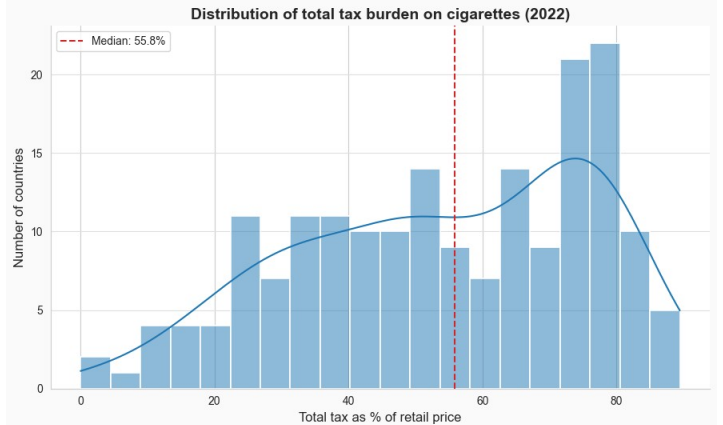 Distribution of total tax burden on cigarettes (2022)
Median: 55.8%
Number of countries
20
15
10
5
0
0 20 40 60 80
Total tax as % of retail price